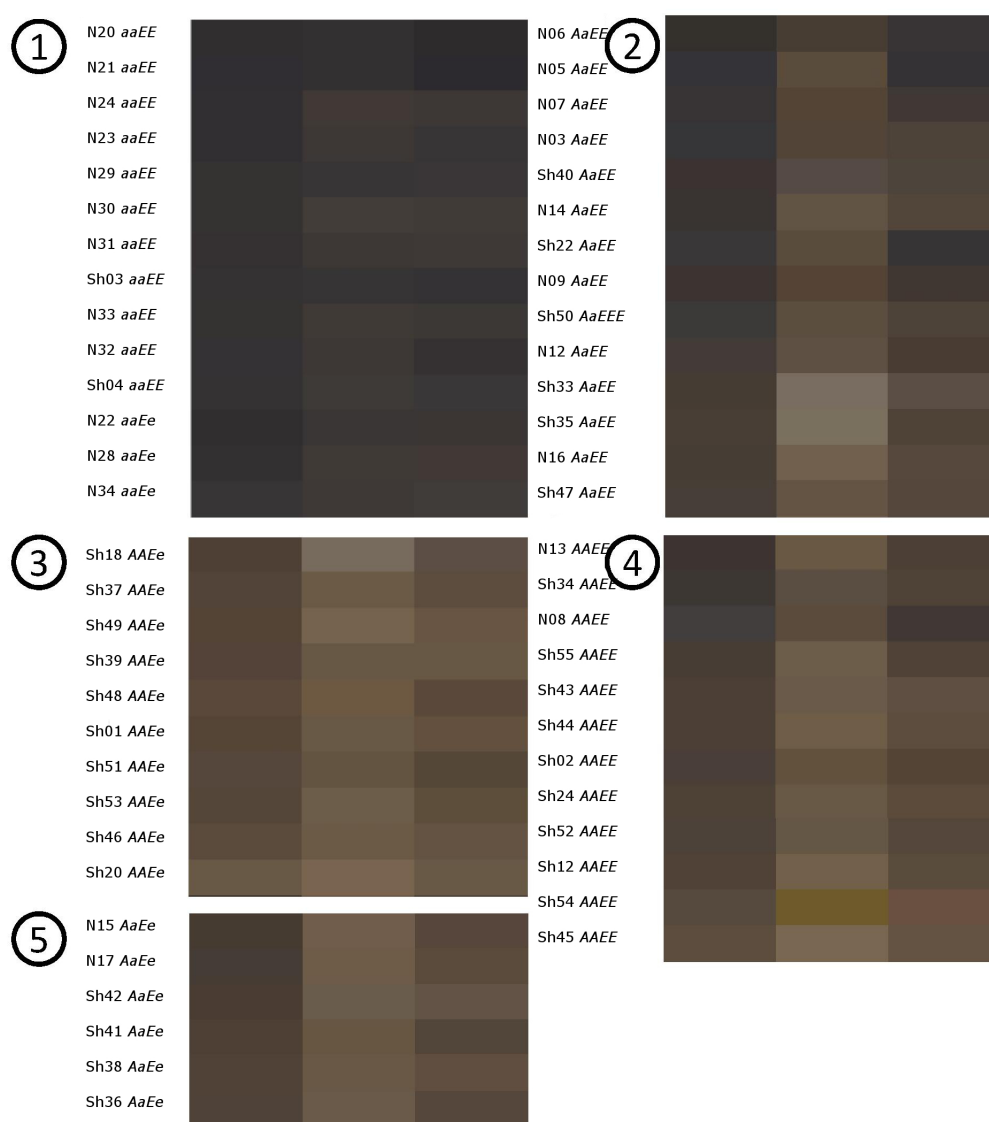 1
N20 aaEE
N21 aaEE
N24 aaEE
N23 aaEE
N29 aaEE
N30 aaEE
N31 aaEE
Sh03 aaEE
N33 aaEE
N32 aaEE
Sh04 aaEE
N22 aaEe
N28 aaEe
N34 aaEe
2
N06 AaEE
N05 AaEE
N07 AaEE
N03 AaEE
Sh40 AaEE
N14 AaEE
Sh22 AaEE
N09 AaEE
Sh50 AaEEE
N12 AaEE
Sh33 AaEE
Sh35 AaEE
N16 AaEE
Sh47 AaEE
3
Sh18 AAEe
Sh37 AAEe
Sh49 AAEe
Sh39 AAEe
Sh48 AAEe
Sh01 AAEe
Sh51 AAEe
Sh53 AAEe
Sh46 AAEe
Sh20 AAEe
4
N13 AAEE
Sh34 AAEE
N08 AAEE
Sh55 AAEE
Sh43 AAEE
Sh44 AAEE
Sh02 AAEE
Sh24 AAEE
Sh52 AAEE
Sh12 AAEE
Sh54 AAEE
Sh45 AAEE
5
N15 AaEe
N17 AaEe
Sh42 AaEe
Sh41 AaEe
Sh38 AaEe
Sh36 AaEe